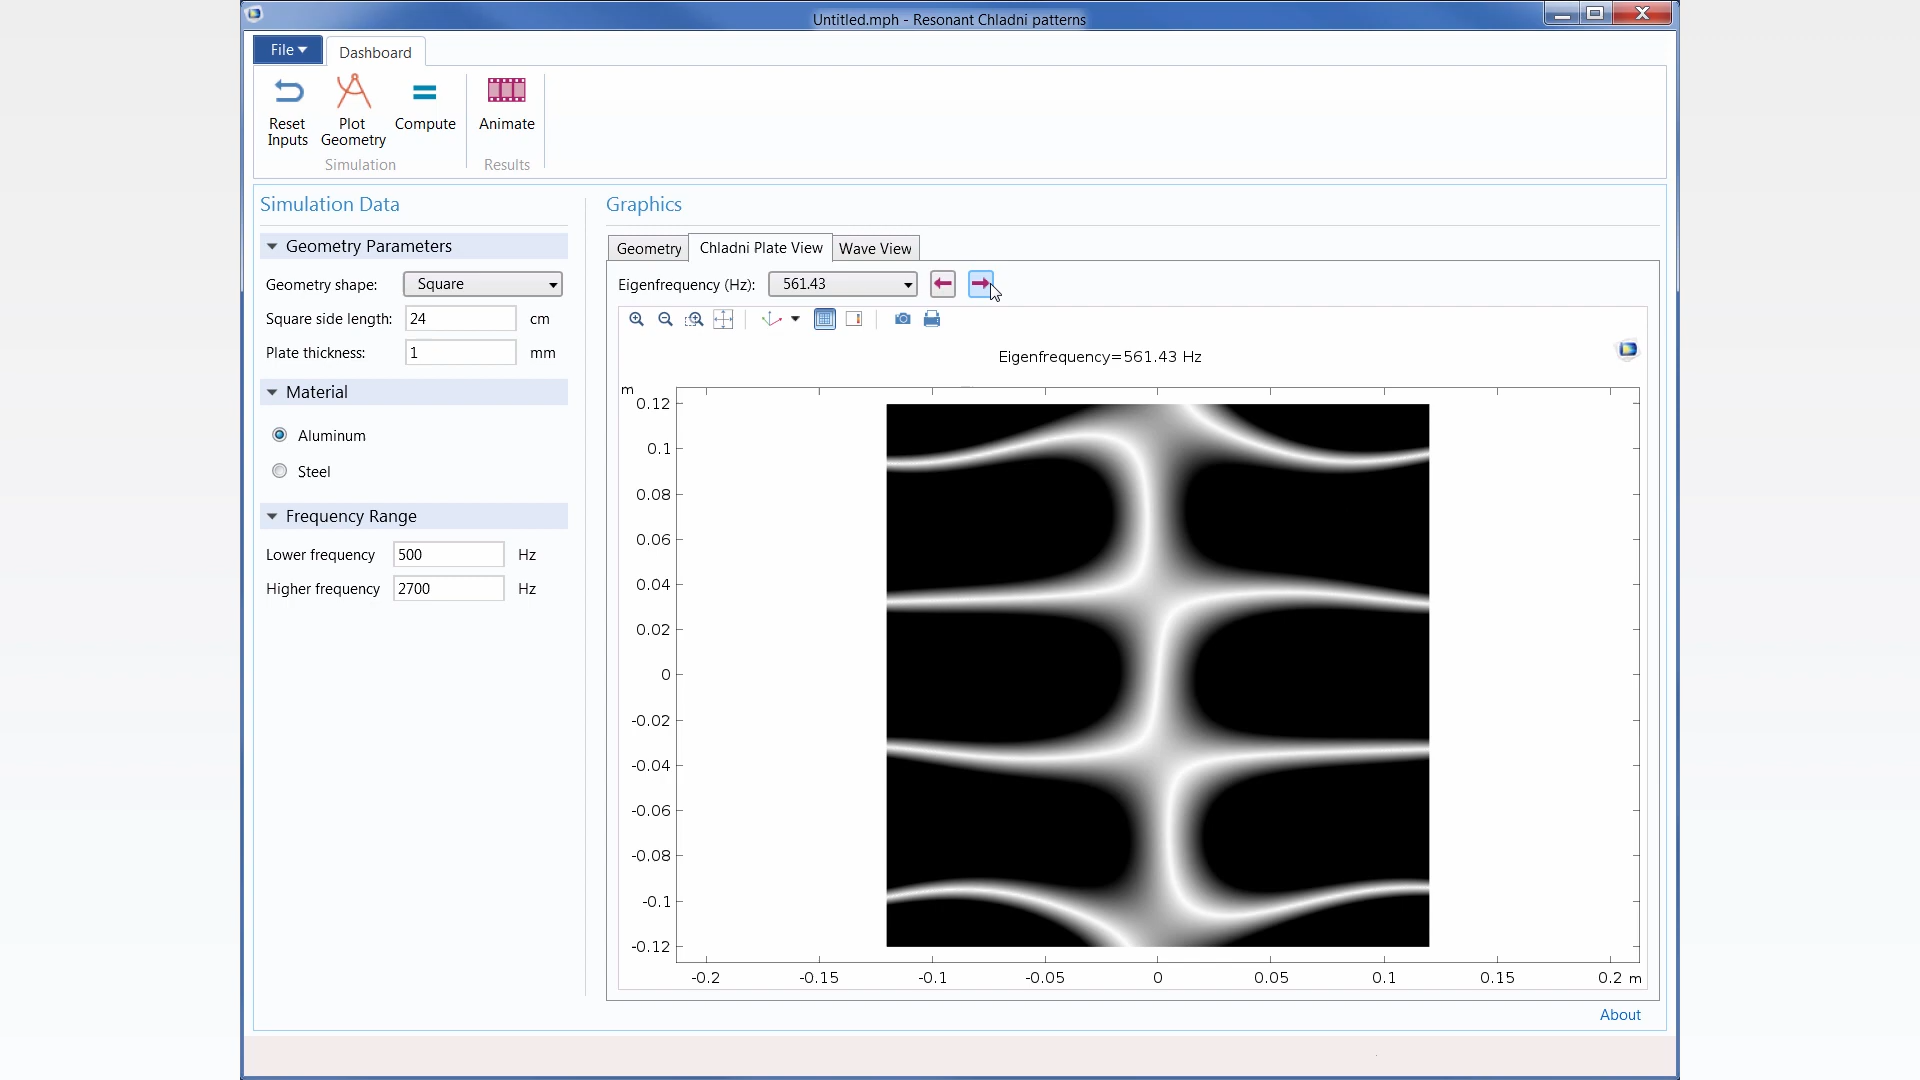 Untitled.mph - Resonant Chladni patterns
File
Dashboard
Reset Inputs
Plot Geometry
Compute
Animate
Simulation
Results
Simulation Data
Geometry Parameters
Geometry shape: Square
Square side length: 24 cm
Plate thickness: 1 mm
Material
Aluminum
Steel
Frequency Range
Lower frequency 500 Hz
Higher frequency 2700 Hz
Graphics
Geometry
Chladni Plate View
Wave View
Eigenfrequency (Hz): 561.43
Eigenfrequency=561.43 Hz
m
0.12
0.1
0.08
0.06
0.04
0.02
0
-0.02
-0.04
-0.06
-0.08
-0.1
-0.12
-0.2 -0.15 -0.1 -0.05 0 0.05 0.1 0.15 0.2 m
About